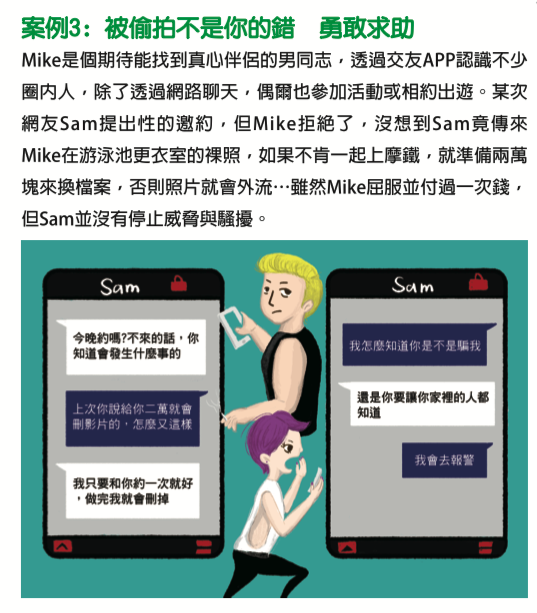 案例3：被偷拍不是你的錯　勇敢求助
Mike是個期待能找到真心伴侶的男同志，透過交友APP認識不少
圈內人，除了透過網路聊天，偶爾也參加活動或相約出遊。某次
網友Sam提出性的邀約，但Mike拒絕了，沒想到Sam竟傳來
Mike在游泳池更衣室的裸照，如果不肯一起上摩鐵，就準備兩萬
塊來換檔案，否則照片就會外流…雖然Mike屈服並付過一次錢，
但Sam並沒有停止威脅與騷擾。
Sam
今晚約嗎?不來的話，你
知道會發生什麼事的
上次你說給你二萬就會
刪影片的，怎麼又這樣
我只要和你約一次就好
，做完我就會刪掉
Sam
我怎麼知道你是不是騙我
還是你要讓你家裡的人都
知道
我會去報警